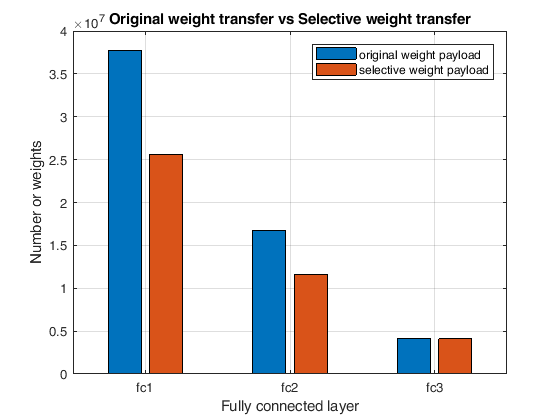 ×10^7 Original weight transfer vs Selective weight transfer
original weight payload
selective weight payload
4
3.5
3
2.5
2
1.5
1
0.5
0
Number or weights
fc1 fc2 fc3
Fully connected layer